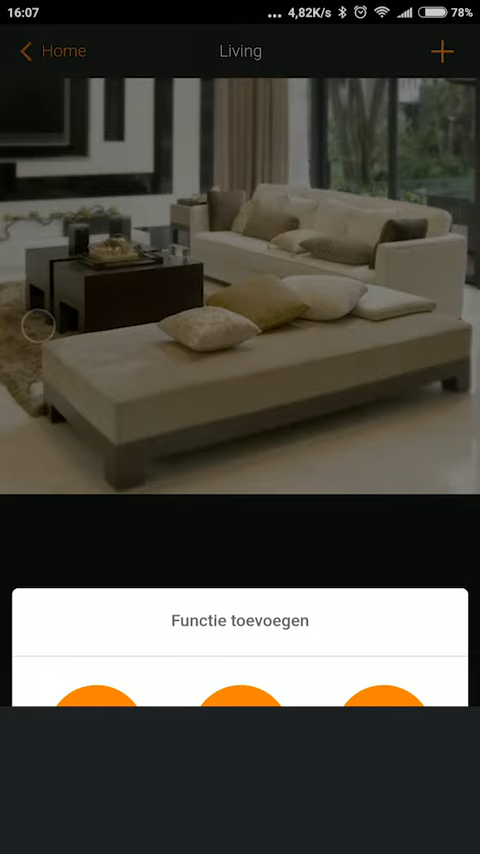 16:07
... 4,82K/s
78%
Home
Living
Functie toevoegen